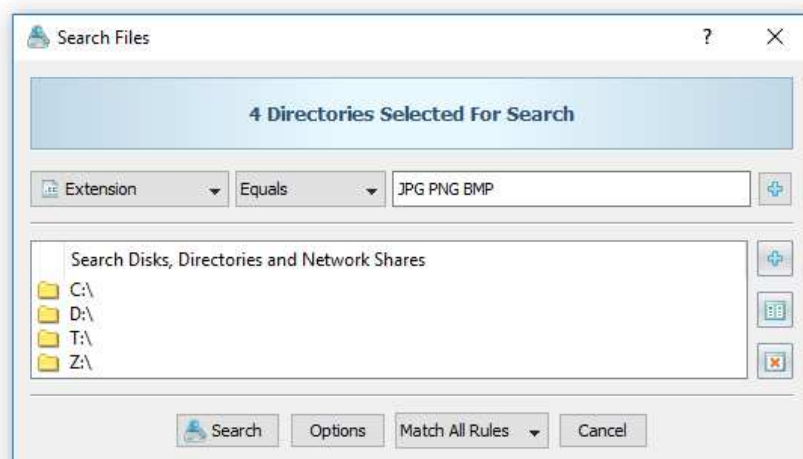 Search Files ?
4 Directories Selected For Search
Extension Equals JPG PNG BMP
Search Disks, Directories and Network Shares
C:\
D:\
T:\
Z:\
Search Options Match All Rules Cancel